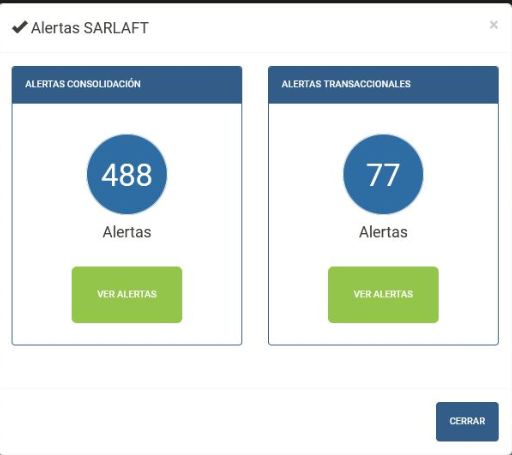 Alertas SARLAFT
×
ALERTAS CONSOLIDACIÓN
488
Alertas
VER ALERTAS
ALERTAS TRANSACCIONALES
77
Alertas
VER ALERTAS
CERRAR